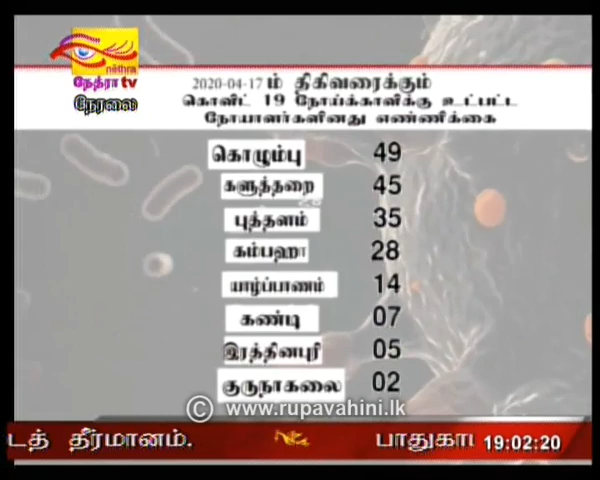 nēthra
நேத்ரா tv
நேரலை
2020-04-17ம் திகிவரைக்கும்
கொவிட் 19 நோய்க்காளிக்கு உட்பட்ட
நோயாளர்களினது எண்ணிக்கை
கொழும்பு 49
களுத்தறை 45
புத்தளம் 35
கம்பஹா 28
யாழ்ப்பாணம் 14
கண்டி 07
இரத்தினபுரி 05
குருநாகலை 02
© www.rupavahini.lk
டத் தீர்மானம். பாதுகா 19:02:20